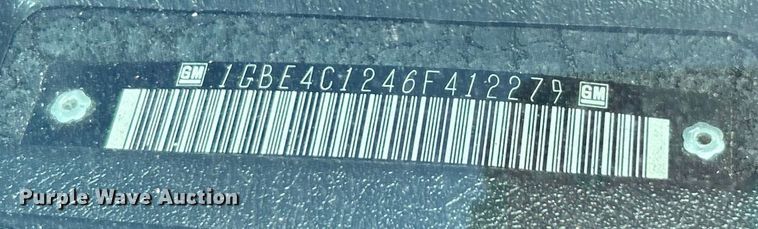 GM 1GBE4C1246F412279 GM
Purple Wave Auction